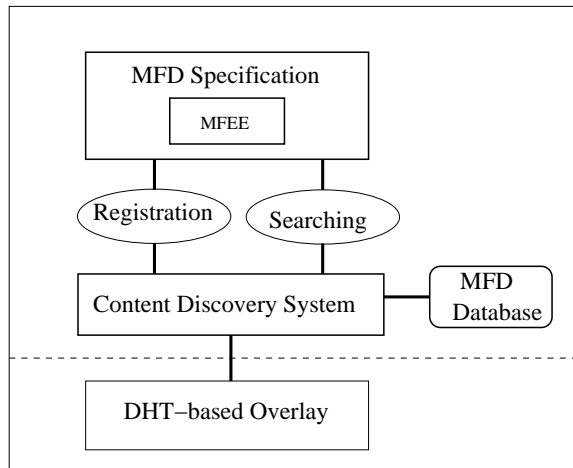 MFD Specification
MFEE
Registration
Searching
Content Discovery System
MFD
Database
DHT−based Overlay